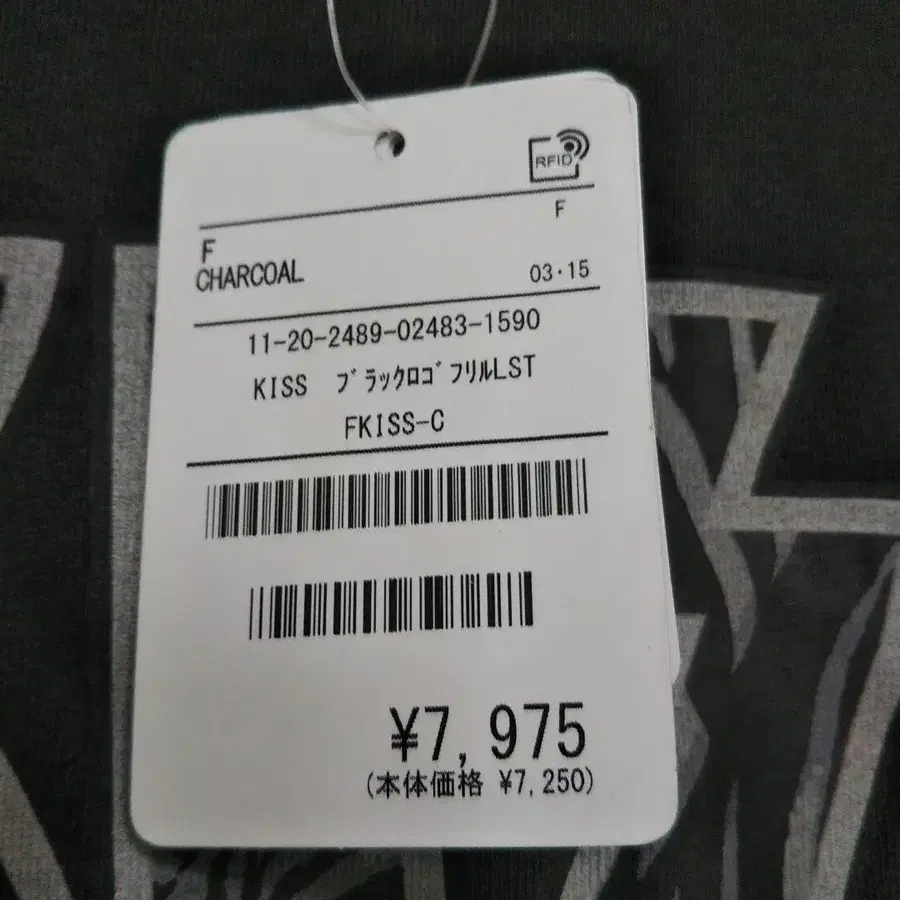 RFID
F
F
CHARCOAL
03・15
11-20-2489-02483-1590
KISS ﾌﾞﾗｯｸﾛｺﾞﾌﾘﾙLST
FKISS-C
¥7,975
(本体価格 ¥7,250)